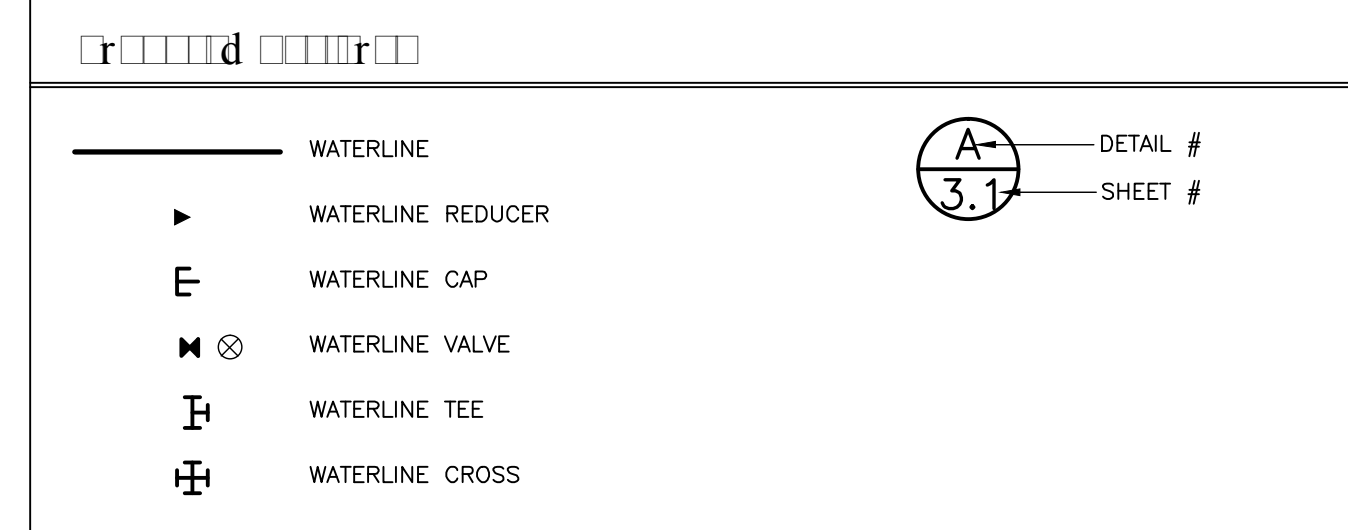 WATERLINE
WATERLINE REDUCER
WATERLINE CAP
WATERLINE VALVE
WATERLINE TEE
WATERLINE CROSS
A
3.1
DETAIL #
SHEET #